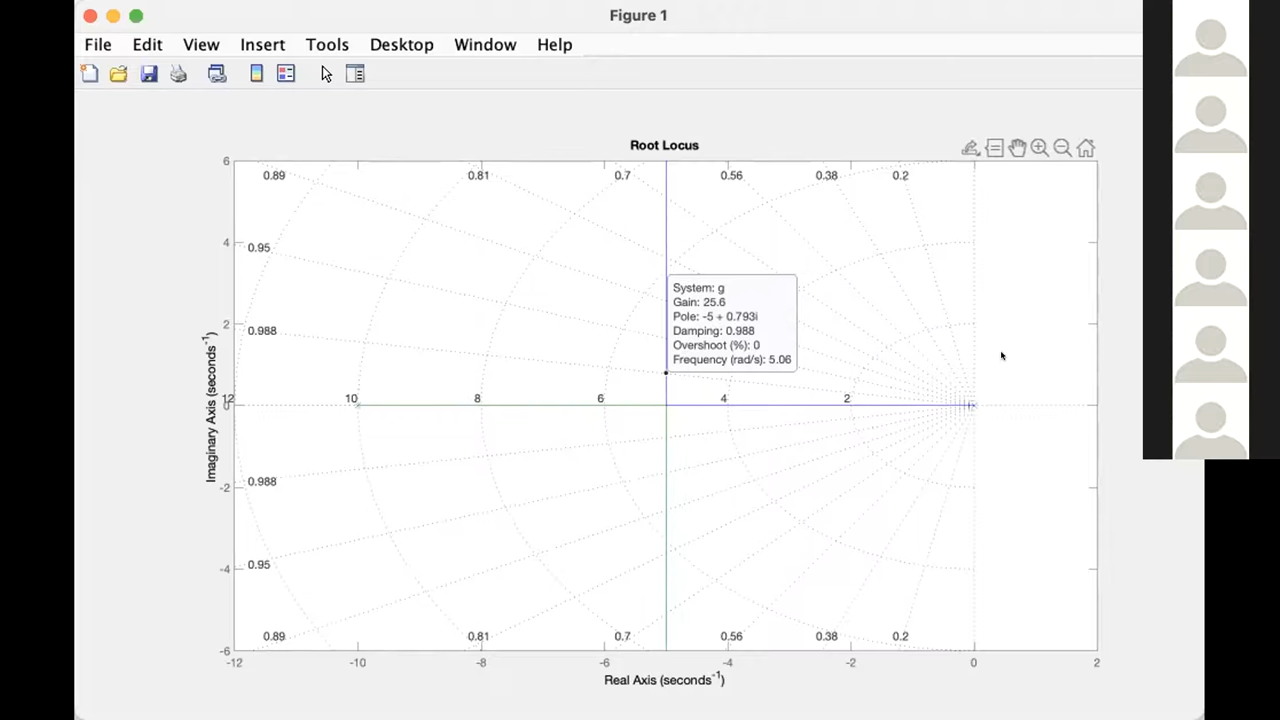 Figure 1
File Edit View Insert Tools Desktop Window Help
Root Locus
6
0.89 0.81 0.7 0.56 0.38 0.2
4
0.95
System: g
Gain: 25.6
Pole: -5 + 0.793i
Damping: 0.988
Overshoot (%): 0
Frequency (rad/s): 5.06
2
0.988
12 10 8 6 4 2
0
-2
0.988
-4
0.95
0.89 0.81 0.7 0.56 0.38 0.2
-6
-12 -10 -8 -6 -4 -2 0 2
Real Axis (seconds⁻¹)
Imaginary Axis (seconds⁻¹)